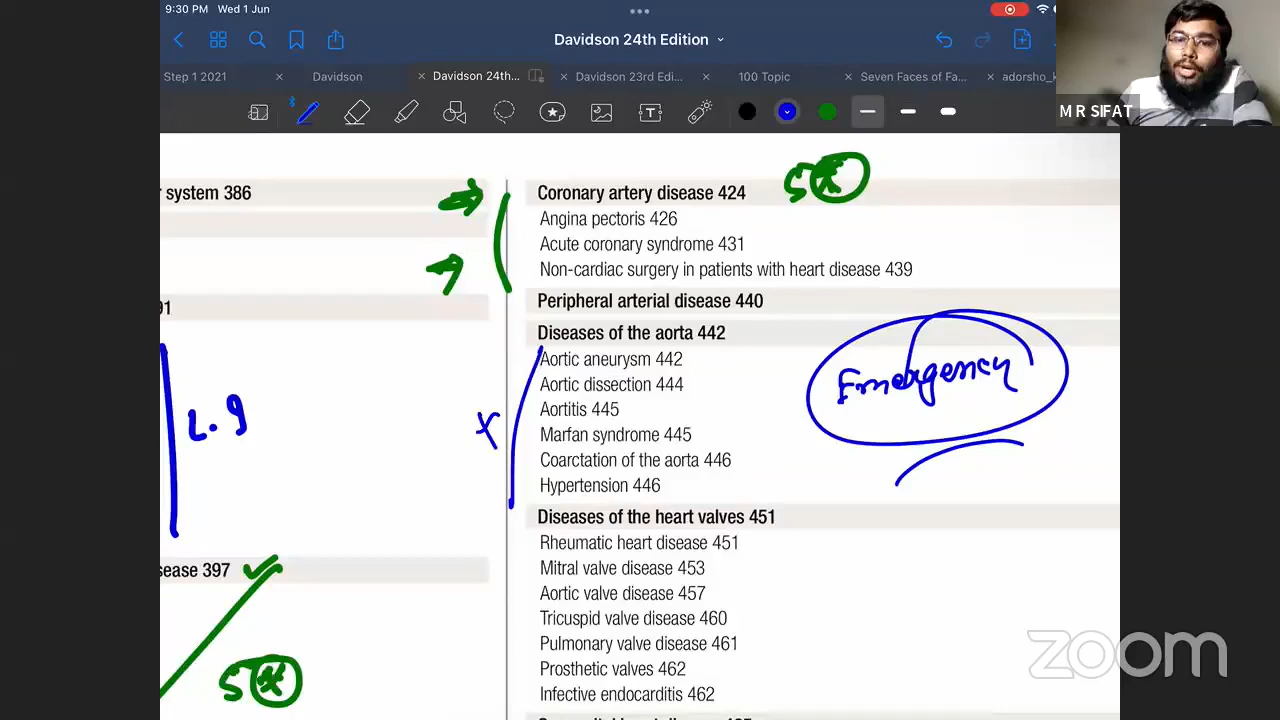 9:30 PM Wed 1 Jun
Davidson 24th Edition
Step 1 2021
Davidson
Davidson 24th...
Davidson 23rd Edi...
100 Topic
Seven Faces of Fa...
adorsho_k
M R SIFAT
system 386
91
L.9
sease 397
5*
Coronary artery disease 424
5*
Angina pectoris 426
Acute coronary syndrome 431
Non-cardiac surgery in patients with heart disease 439
Peripheral arterial disease 440
Diseases of the aorta 442
Aortic aneurysm 442
Aortic dissection 444
Aortitis 445
Marfan syndrome 445
Coarctation of the aorta 446
Hypertension 446
x
Emergency
Diseases of the heart valves 451
Rheumatic heart disease 451
Mitral valve disease 453
Aortic valve disease 457
Tricuspid valve disease 460
Pulmonary valve disease 461
Prosthetic valves 462
Infective endocarditis 462
zoom